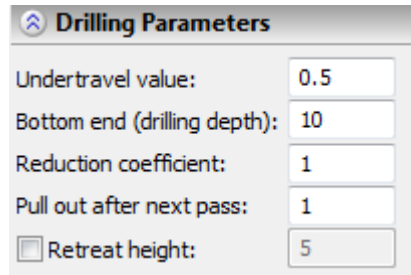 Drilling Parameters
Undertravel value: 0.5
Bottom end (drilling depth): 10
Reduction coefficient: 1
Pull out after next pass: 1
Retreat height: 5